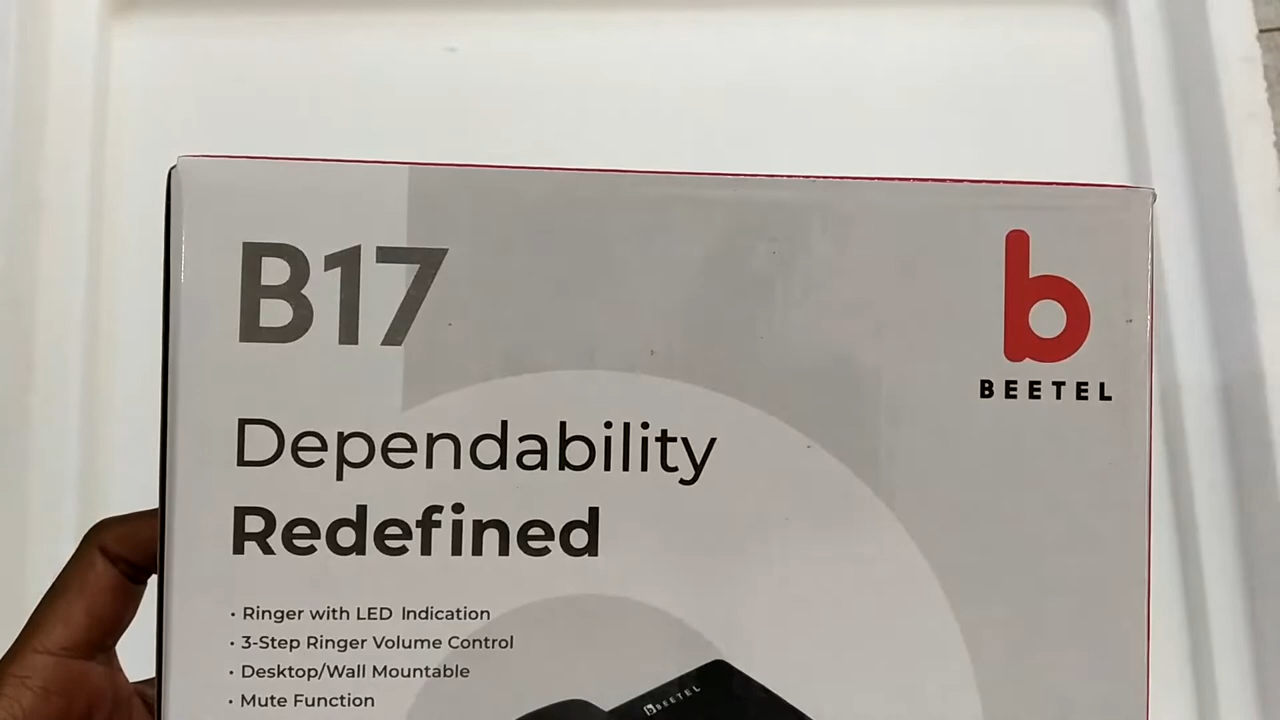 B17
b
BEETEL
Dependability
Redefined
• Ringer with LED Indication
• 3-Step Ringer Volume Control
• Desktop/Wall Mountable
• Mute Function
b BEETEL